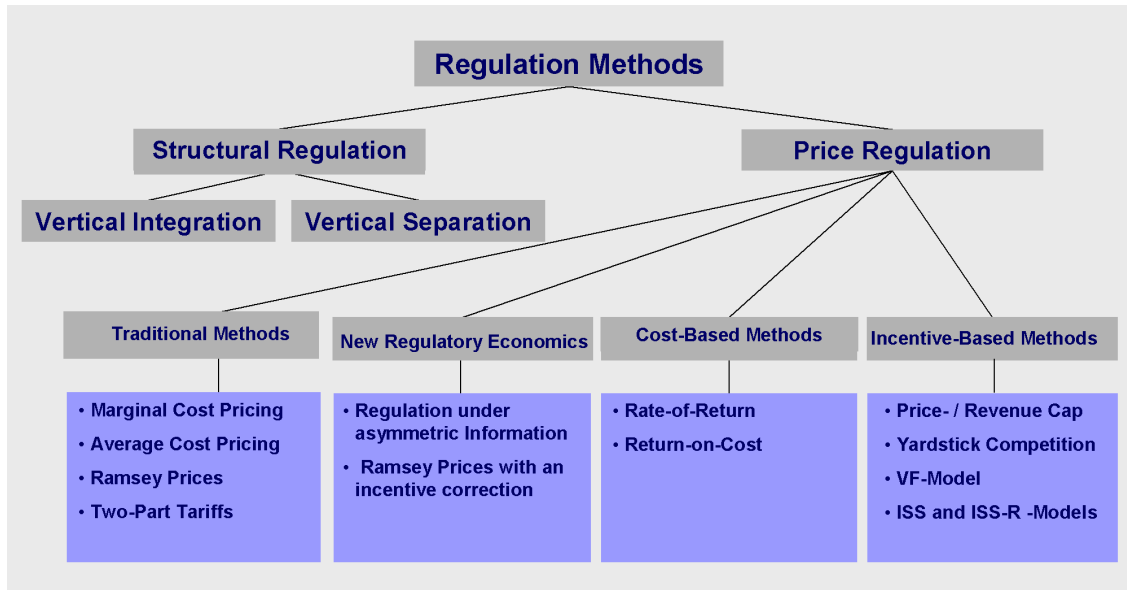 Regulation Methods
Structural Regulation
Price Regulation
Vertical Integration
Vertical Separation
Traditional Methods
New Regulatory Economics
Cost-Based Methods
Incentive-Based Methods
• Marginal Cost Pricing
• Average Cost Pricing
• Ramsey Prices
• Two-Part Tariffs
• Regulation under
asymmetric Information
• Ramsey Prices with an
incentive correction
• Rate-of-Return
• Return-on-Cost
• Price- / Revenue Cap
• Yardstick Competition
• VF-Model
• ISS and ISS-R -Models